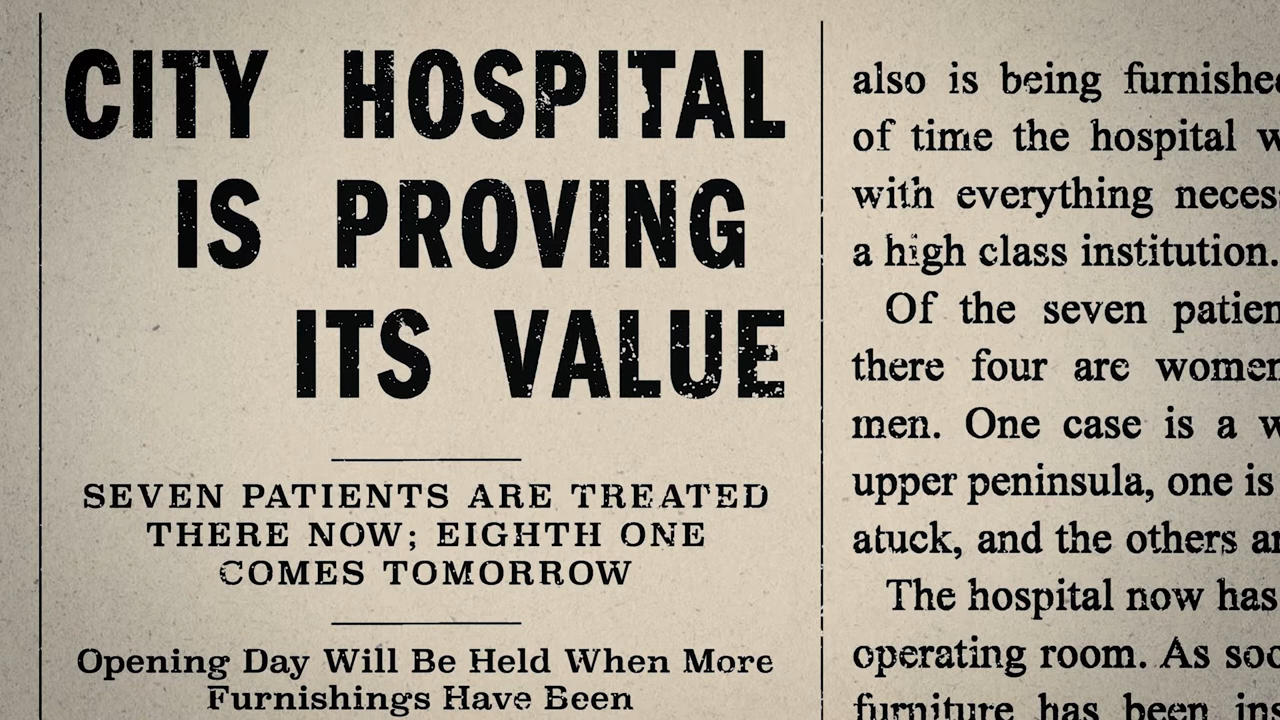 CITY HOSPITAL
IS PROVING
ITS VALUE
SEVEN PATIENTS ARE TREATED
THERE NOW; EIGHTH ONE
COMES TOMORROW
Opening Day Will Be Held When More
Furnishings Have Been
also is being
of time the hospital
with everything
a high class institution.
Of the seven
there four are
men. One case is a
upper peninsula, one is
atuck, and the others
The hospital now has
operating room. As
furniture has been